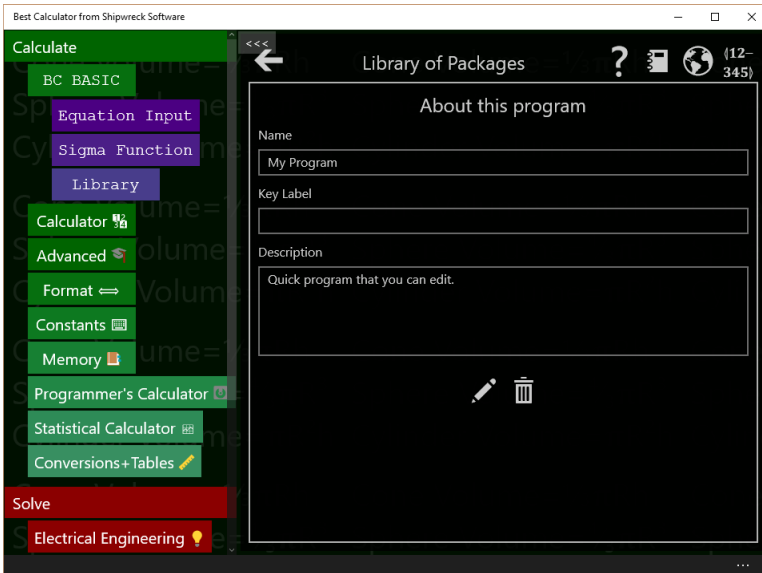 Best Calculator from Shipwreck Software
Calculate
BC BASIC
Equation Input
Sigma Function
Library
Calculator
Advanced
Format
Constants
Memory
Programmer's Calculator
Statistical Calculator
Conversions+Tables
Solve
Electrical Engineering
<<<
Library of Packages
?
(12–
345)
About this program
Name
My Program
Key Label
Description
Quick program that you can edit.
...